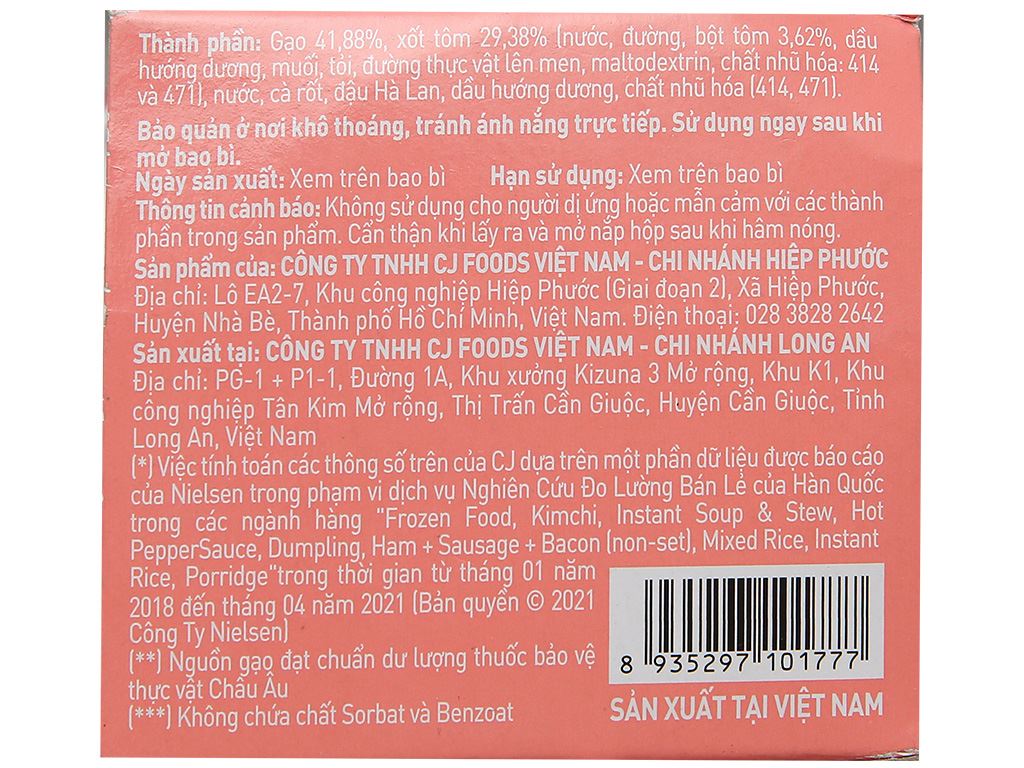 Thành phần: Gạo 41,88%, xốt tôm 29,38% (nước, đường, bột tôm 3,62%, dầu
hướng dương, muối, tỏi, đường thực vật lên men, maltodextrin, chất nhũ hóa: 414
và 471), nước, cà rốt, đậu Hà Lan, dầu hướng dương, chất nhũ hóa (414, 471).
Bảo quản ở nơi khô thoáng, tránh ánh nắng trực tiếp. Sử dụng ngay sau khi
mở bao bì.
Ngày sản xuất: Xem trên bao bì Hạn sử dụng: Xem trên bao bì
Thông tin cảnh báo: Không sử dụng cho người dị ứng hoặc mẫn cảm với các thành
phần trong sản phẩm. Cẩn thận khi lấy ra và mở nắp hộp sau khi hâm nóng.
Sản phẩm của: CÔNG TY TNHH CJ FOODS VIỆT NAM - CHI NHÁNH HIỆP PHƯỚC
Địa chỉ: Lô EA2-7, Khu công nghiệp Hiệp Phước (Giai đoạn 2), Xã Hiệp Phước,
Huyện Nhà Bè, Thành phố Hồ Chí Minh, Việt Nam. Điện thoại: 028 3828 2642
Sản xuất tại: CÔNG TY TNHH CJ FOODS VIỆT NAM - CHI NHÁNH LONG AN
Địa chỉ: PG-1 + P1-1, Đường 1A, Khu xưởng Kizuna 3 Mở rộng, Khu K1, Khu
công nghiệp Tân Kim Mở rộng, Thị Trấn Cần Giuộc, Huyện Cần Giuộc, Tỉnh
Long An, Việt Nam
(*) Việc tính toán các thông số trên của CJ dựa trên một phần dữ liệu được báo cáo
của Nielsen trong phạm vi dịch vụ Nghiên Cứu Đo Lường Bán Lẻ của Hàn Quốc
trong các ngành hàng "Frozen Food, Kimchi, Instant Soup & Stew, Hot
PepperSauce, Dumpling, Ham + Sausage + Bacon (non-set), Mixed Rice, Instant
Rice, Porridge"trong thời gian từ tháng 01 năm
2018 đến tháng 04 năm 2021 (Bản quyền © 2021
Công Ty Nielsen)
(**) Nguồn gạo đạt chuẩn dư lượng thuốc bảo vệ
thực vật Châu Âu
(***) Không chứa chất Sorbat và Benzoat
8 935297 101777
SẢN XUẤT TẠI VIỆT NAM